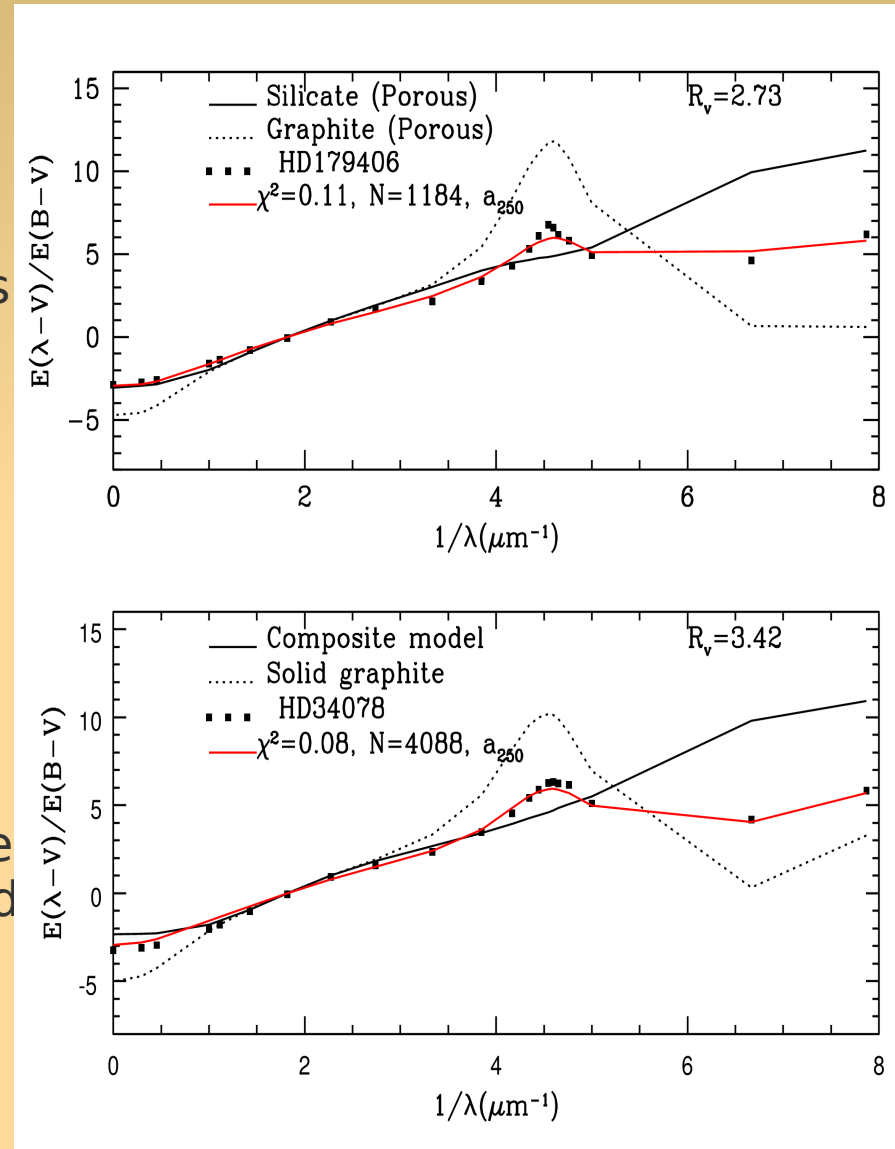 Silicate (Porous)
Graphite (Porous)
HD179406
χ²=0.11, N=1184, a₂₅₀
Rᵥ=2.73
E(λ−V)/E(B−V)
15
10
5
0
−5
0 2 4 6 8
1/λ(μm⁻¹)
Composite model
Solid graphite
HD34078
χ²=0.08, N=4088, a₂₅₀
Rᵥ=3.42
E(λ−V)/E(B−V)
15
10
5
0
-5
0 2 4 6 8
1/λ(μm⁻¹)